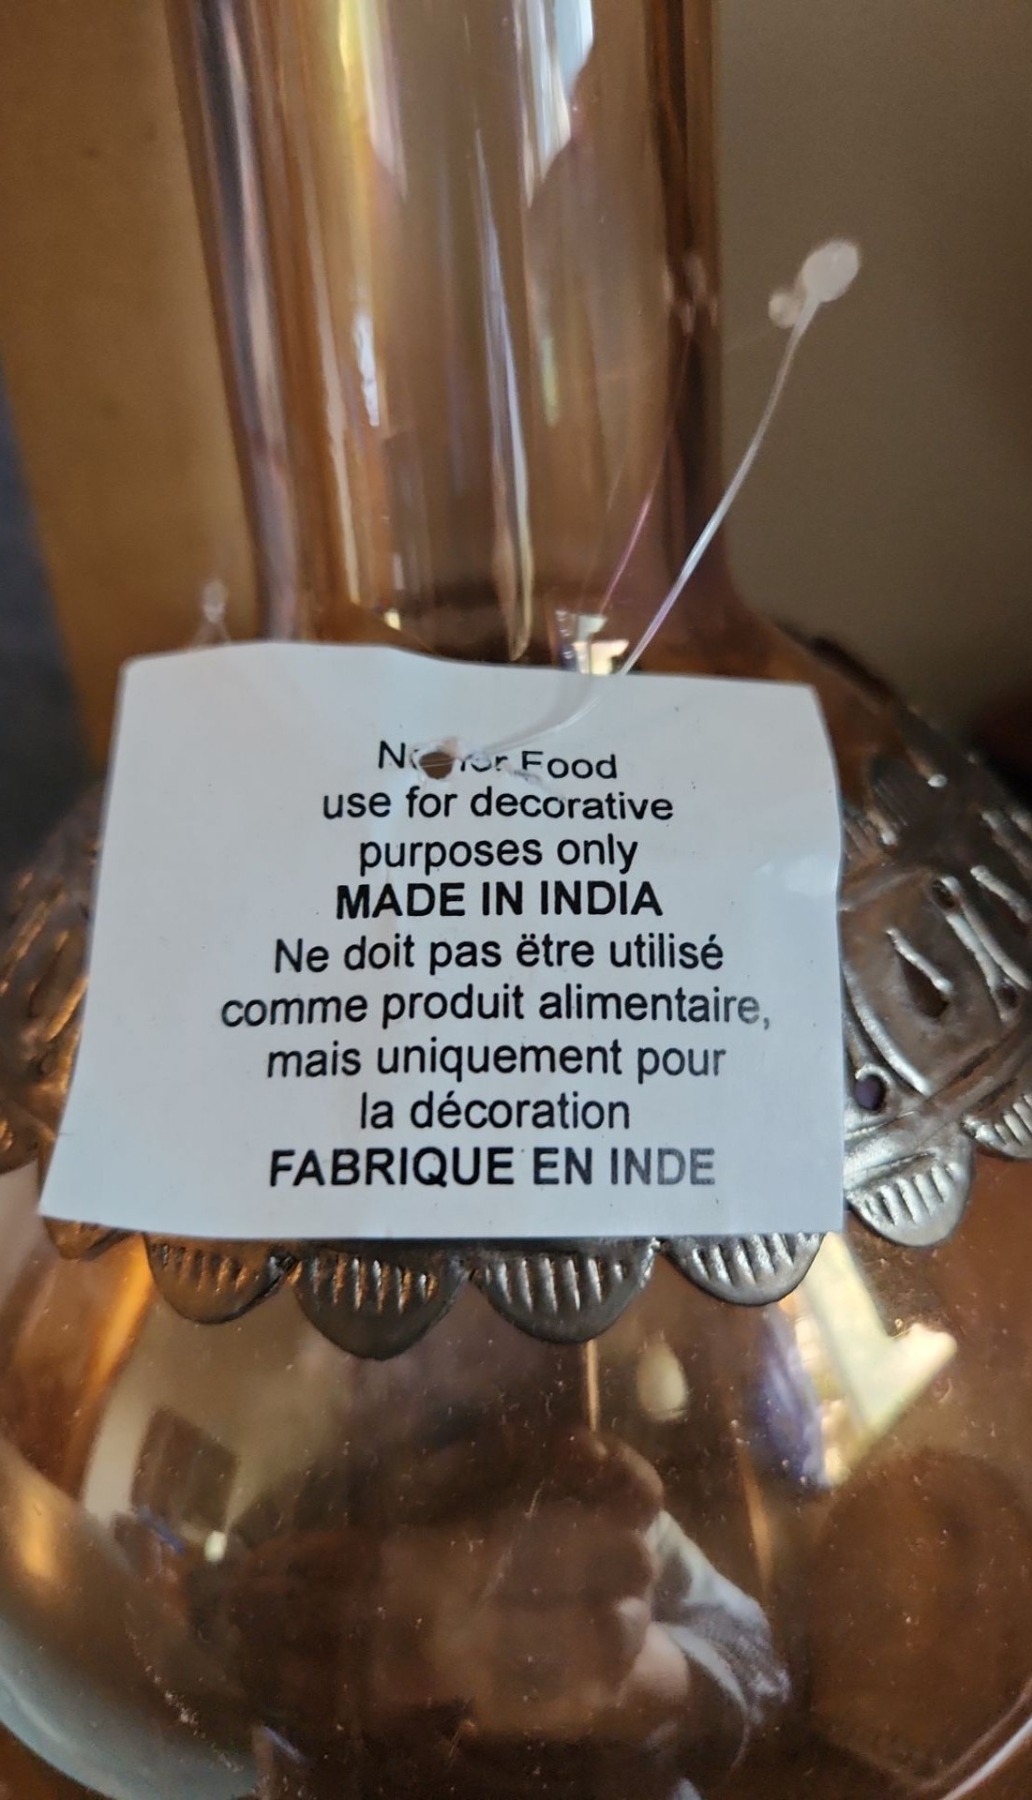 for Food
use for decorative
purposes only
MADE IN INDIA
Ne doit pas ëtre utilisé
comme produit alimentaire,
mais uniquement pour
la décoration
FABRIQUE EN INDE